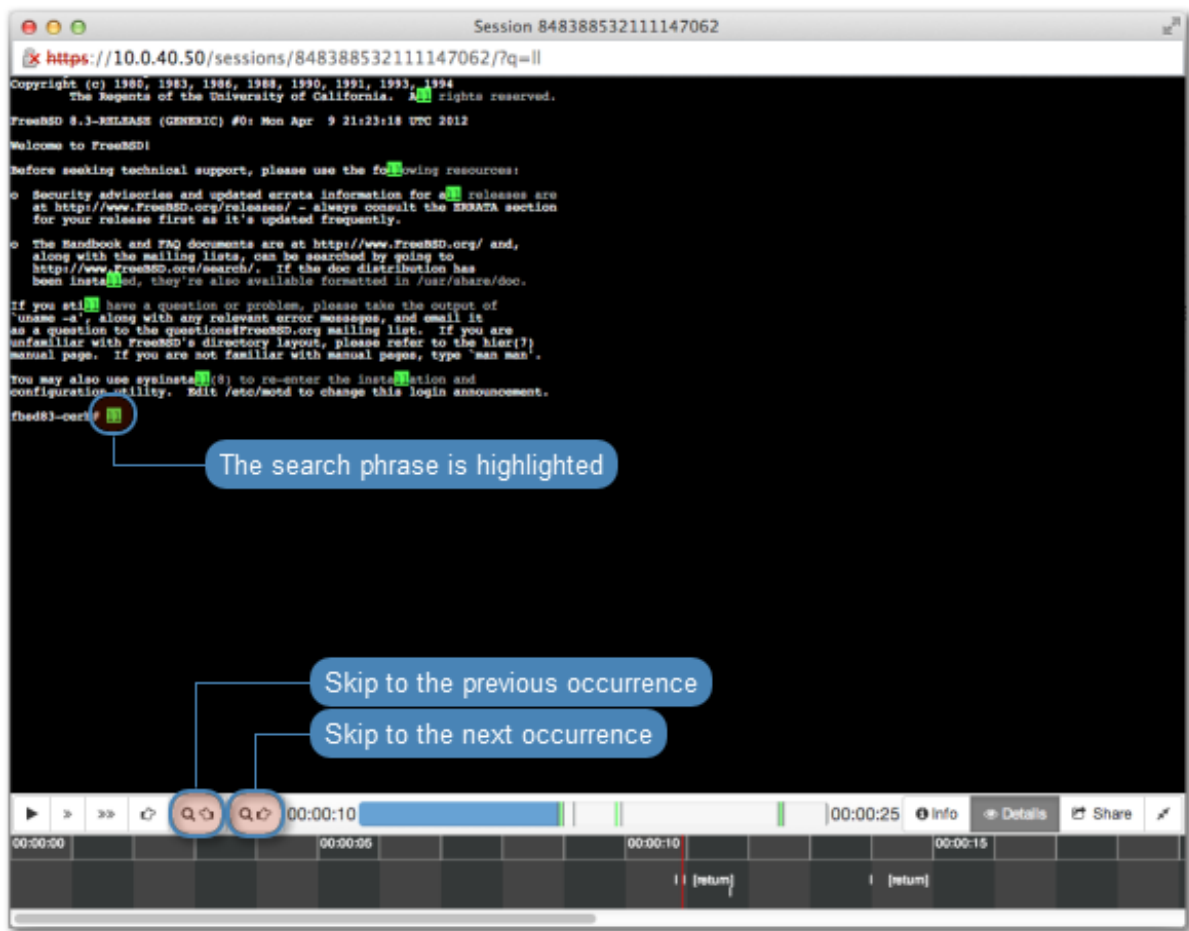 Session 848388532111147062
https://10.0.40.50/sessions/848388532111147062/?q=ll
Copyright (c) 1980, 1983, 1986, 1988, 1990, 1991, 1993, 1994
The Regents of the University of California. All rights reserved.
FreeBSD 8.3-RELEASE (GENERIC) #0: Mon Apr 9 21:23:18 UTC 2012
Welcome to FreeBSD!
Before seeking technical support, please use the following resources:
o Security advisories and updated errata information for all releases are
at http://www.FreeBSD.org/releases/ - always consult the ERRATA section
for your release first as it's updated frequently.
o The Handbook and FAQ documents are at http://www.FreeBSD.org/ and,
along with the mailing lists, can be searched by going to
http://www.FreeBSD.org/search/. If the doc distribution has
been installed, they're also available formatted in /usr/share/doc.
If you still have a question or problem, please take the output of
`uname -a', along with any relevant error messages, and email it
as a question to the questions@FreeBSD.org mailing list. If you are
unfamiliar with FreeBSD's directory layout, please refer to the hier(7)
manual page. If you are not familiar with manual pages, type `man man'.
You may also use sysinstall(8) to re-enter the installation and
configuration utility. Edit /etc/motd to change this login announcement.
# ll
The search phrase is highlighted
Skip to the previous occurrence
Skip to the next occurrence
00:00:10 00:00:25 Info Details Share
00:00:00 00:00:05 00:00:10 00:00:15
l l [return] l [return]